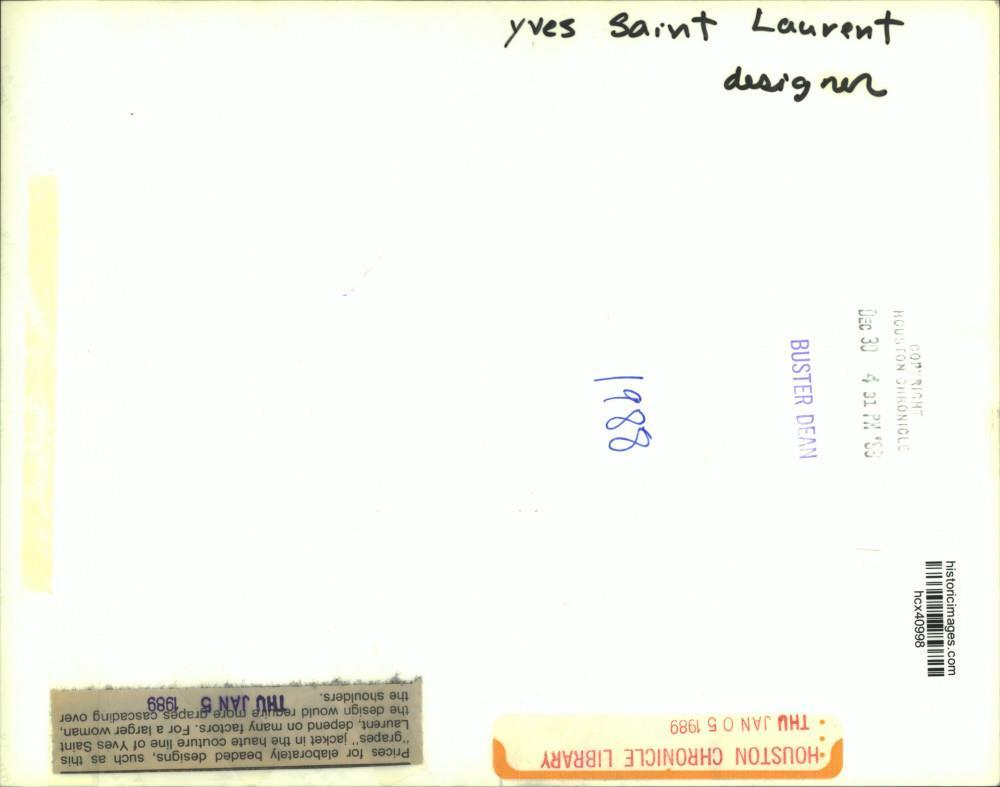 yves Saint Laurent
designer
COPYRIGHT
HOUSTON CHRONICLE
DEC 30 4 31 PM '88
BUSTER DEAN
1988
historicimages.com
hcx40998
Prices for elaborately beaded designs, such as this
"grapes" jacket in the haute couture line of Yves Saint
Laurent, depend on many factors. For a larger woman,
the design would require more grapes cascading over
the shoulders.
THU JAN 5 1989
HOUSTON CHRONICLE LIBRARY
THU JAN 05 1989